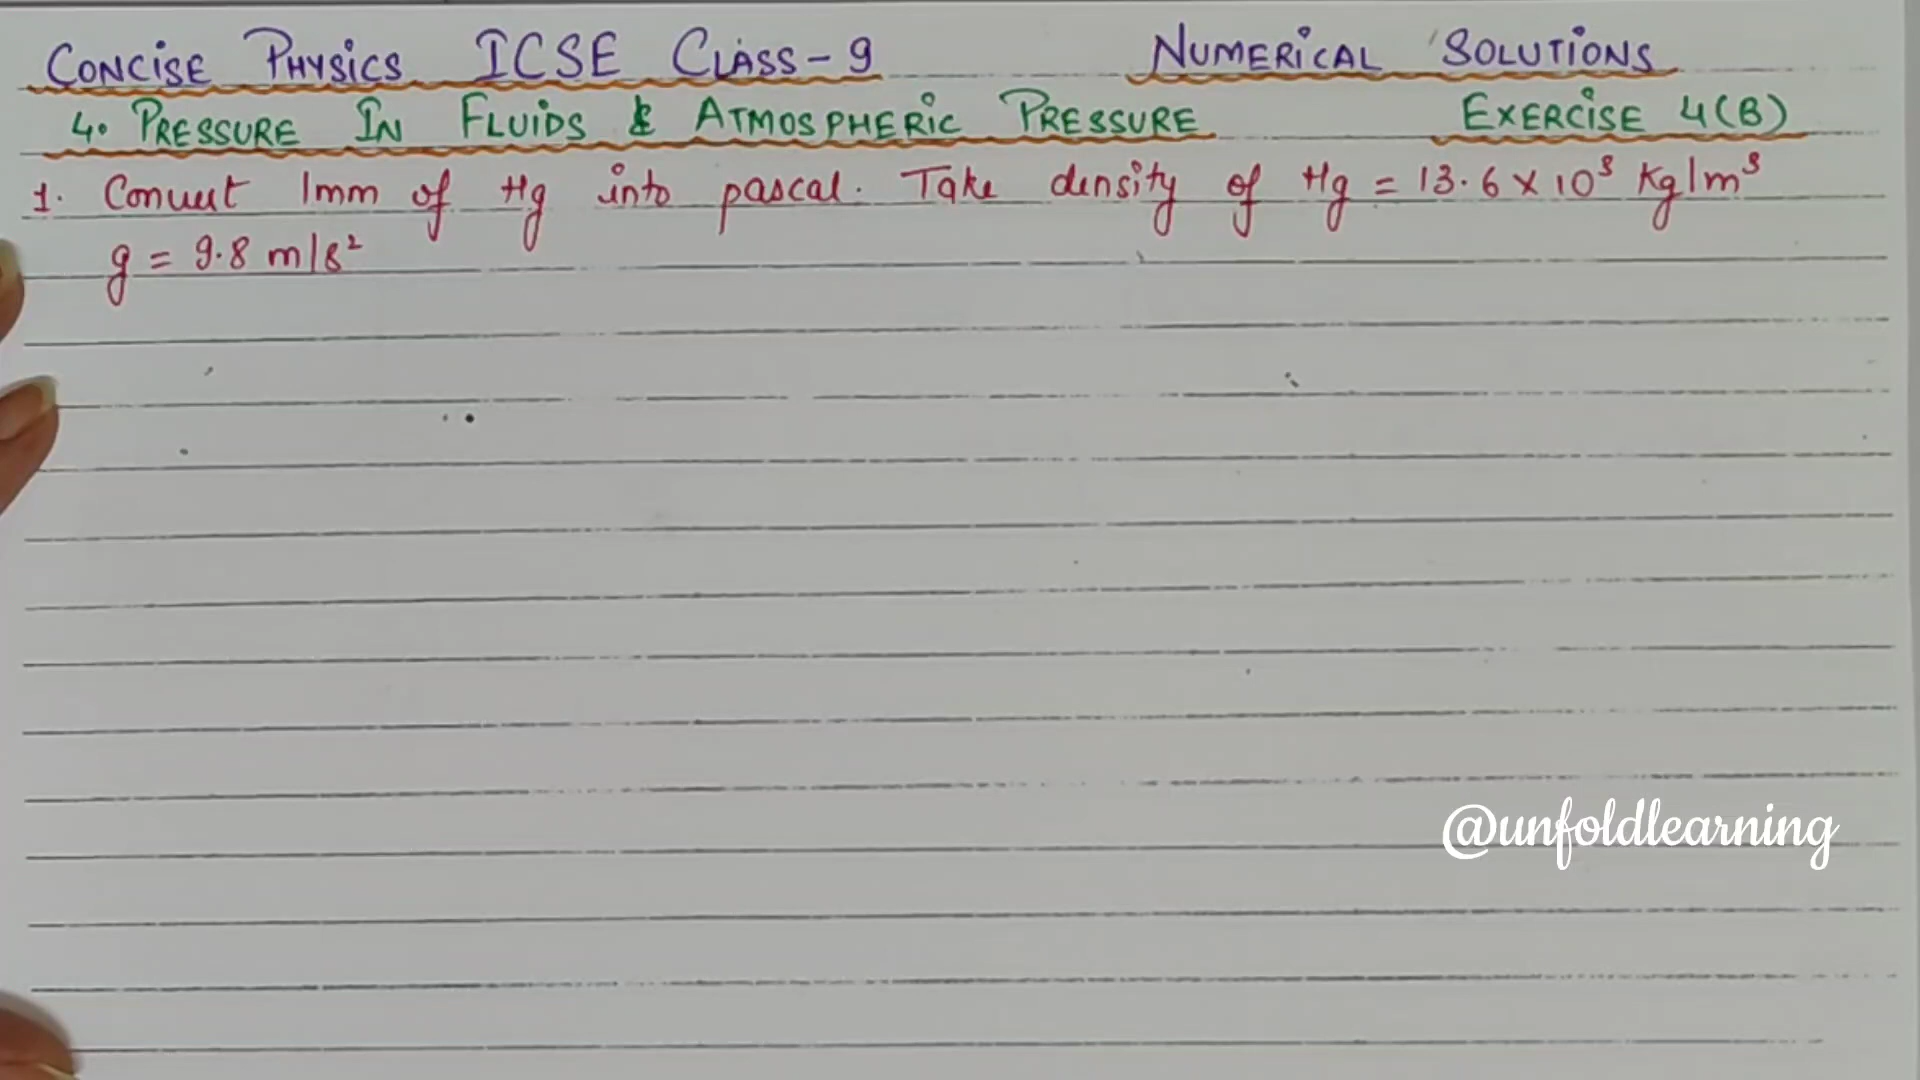 CONCISE PHYSICS ICSE CLASS-9 NUMERICAL SOLUTIONS
4. PRESSURE IN FLUIDS & ATMOSPHERIC PRESSURE EXERCISE 4(B)
1. Convert 1mm of Hg into pascal. Take density of Hg = 13.6 × 10³ Kg/m³
g = 9.8 m/s²
@unfoldlearning